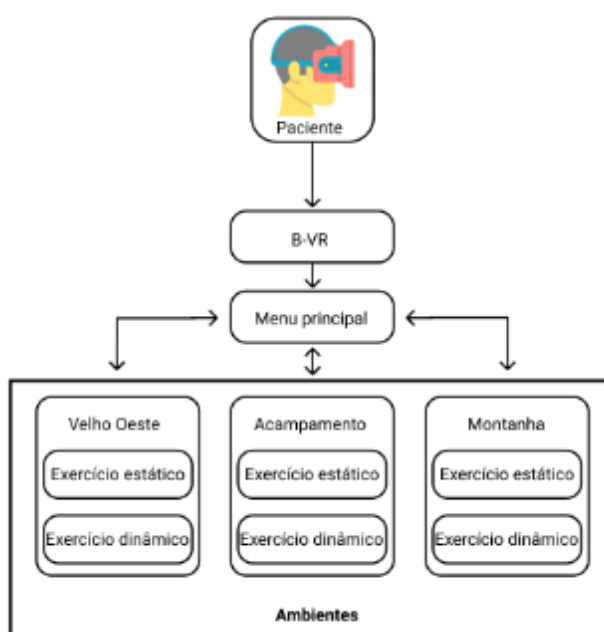 Paciente
B-VR
Menu principal
Velho Oeste
Exercício estático
Exercício dinâmico
Acampamento
Exercício estático
Exercício dinâmico
Montanha
Exercício estático
Exercício dinâmico
Ambientes